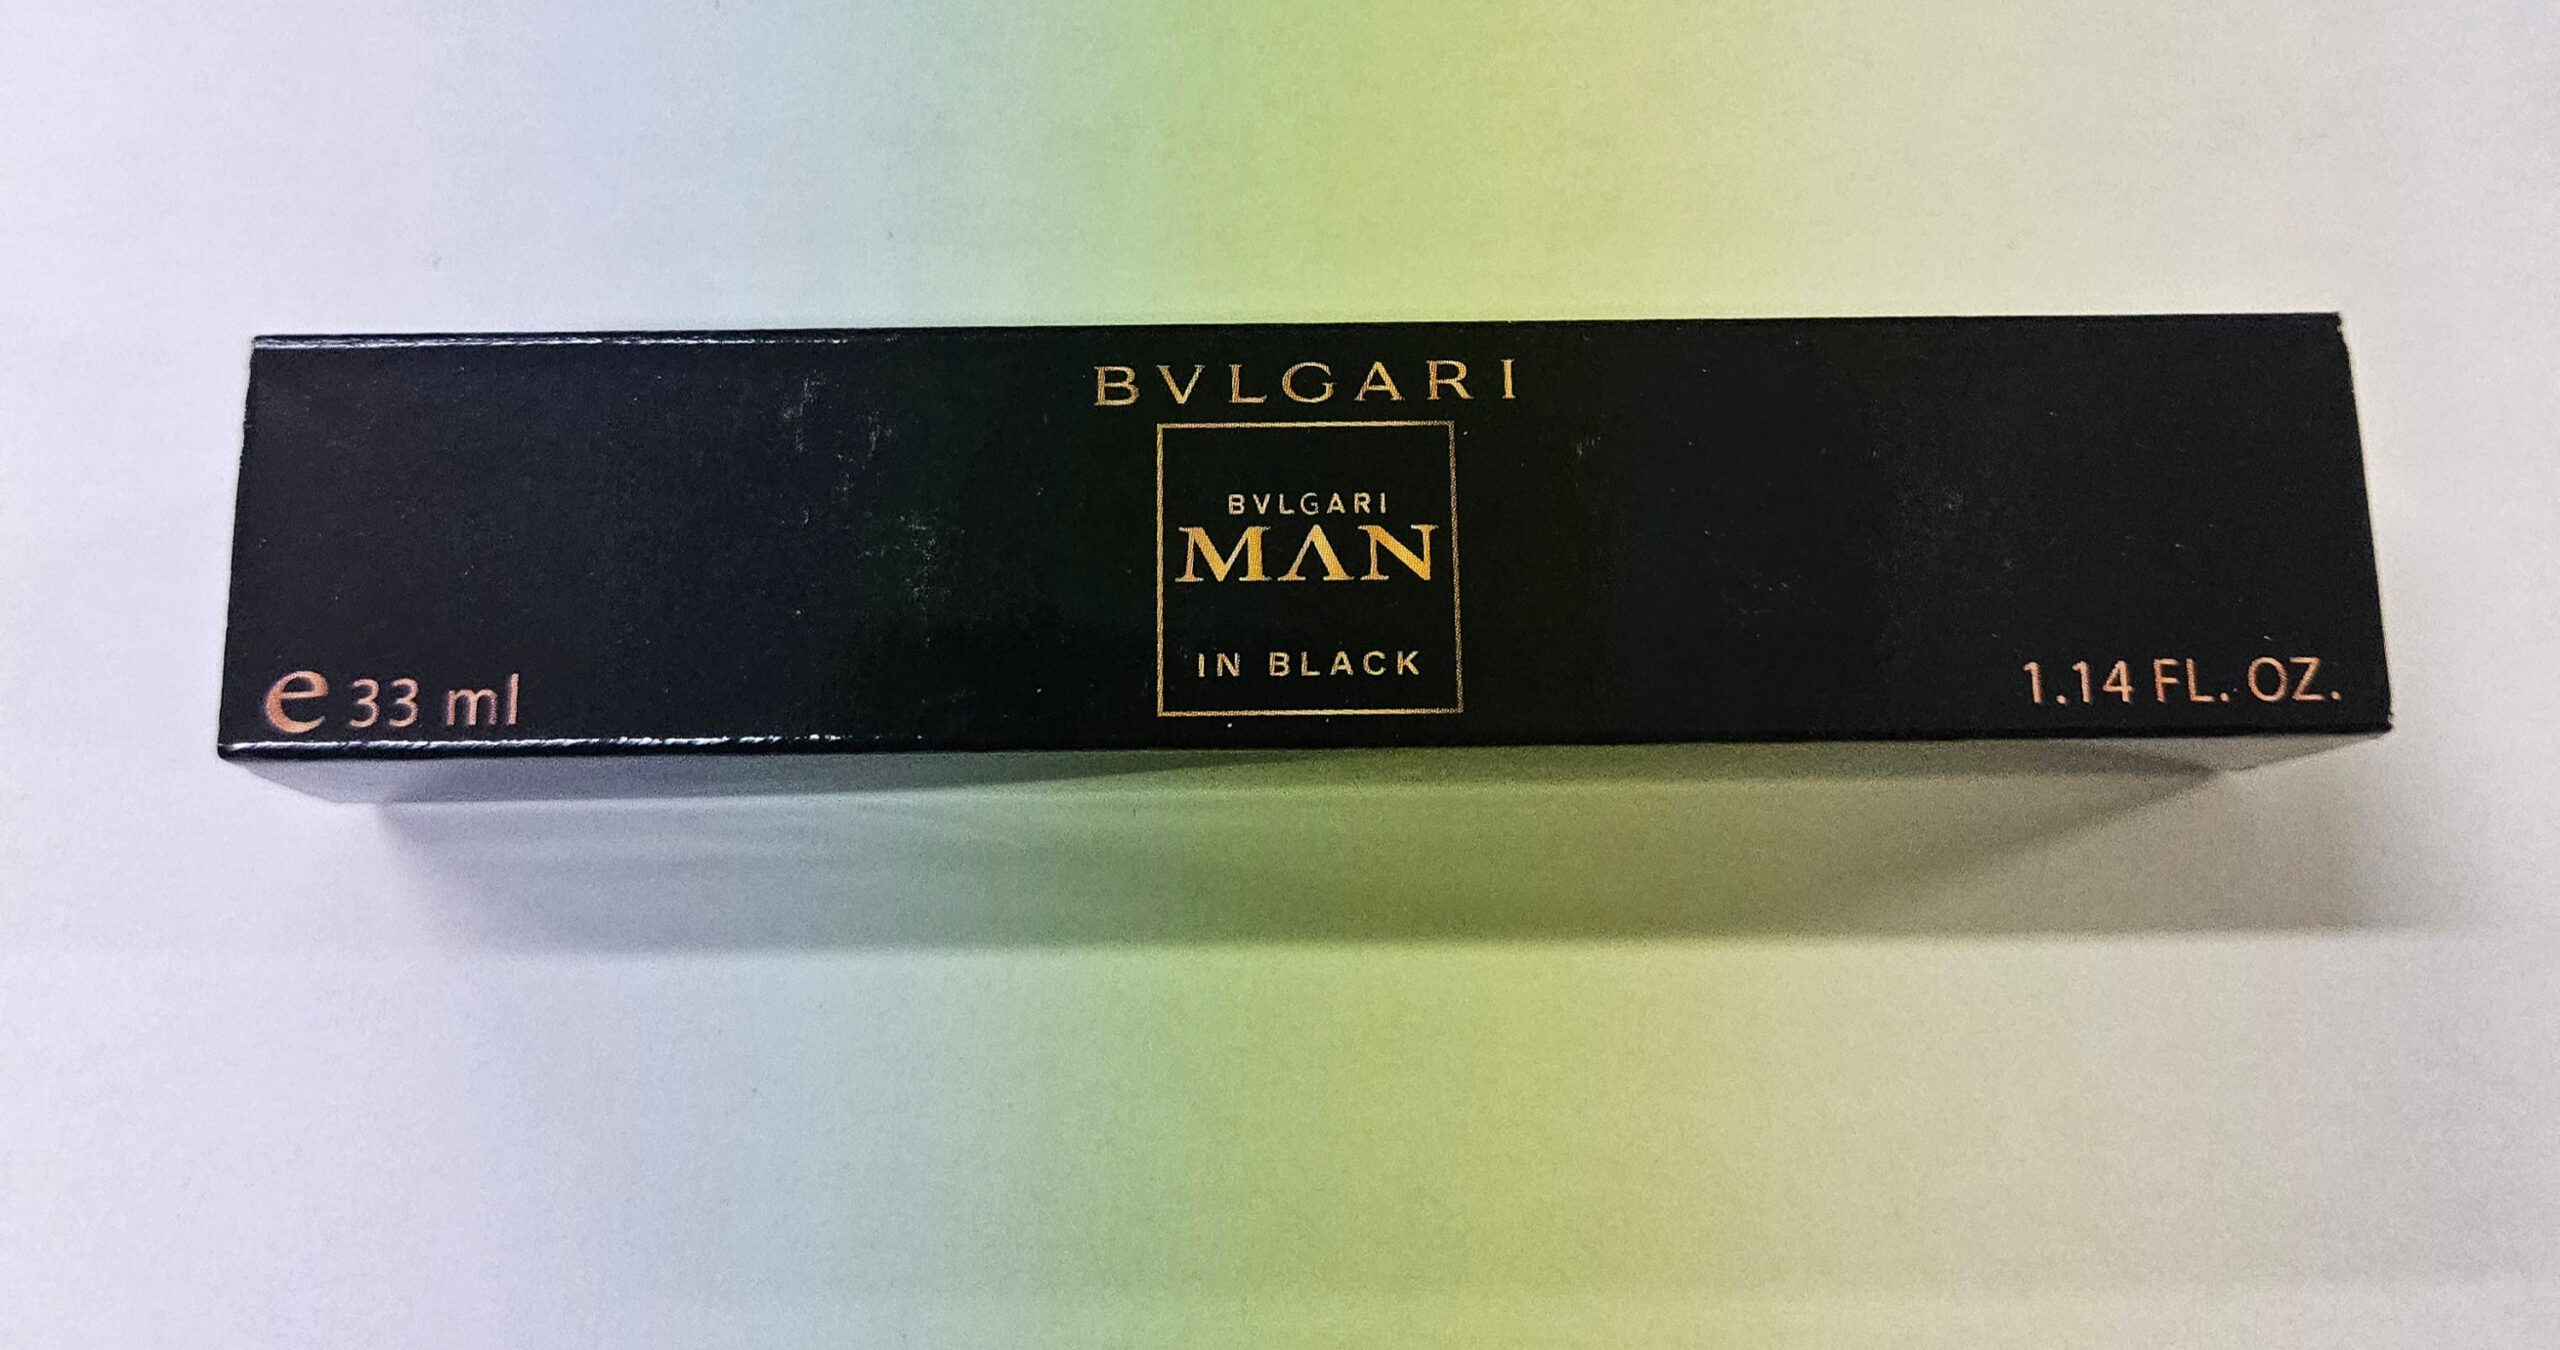 BVLGARI
BVLGARI
MAN
IN BLACK
e 33 ml
1.14 FL. OZ.